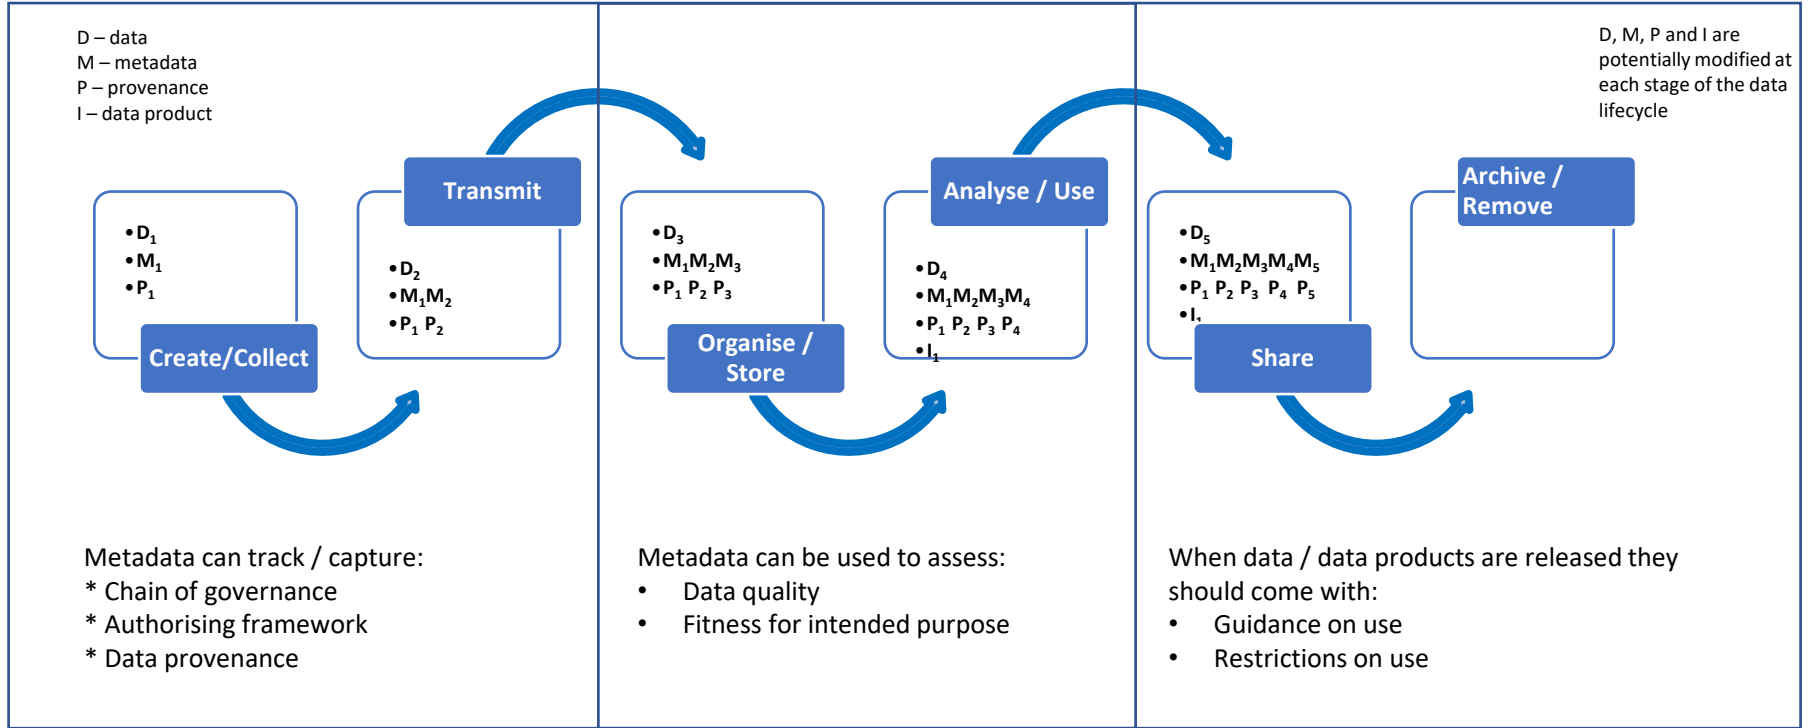 D – data
M – metadata
P – provenance
I – data product
D, M, P and I are
potentially modified at
each stage of the data
lifecycle
•D₁
•M₁
•P₁
Create/Collect
Transmit
•D₂
•M₁M₂
•P₁ P₂
•D₃
•M₁M₂M₃
•P₁ P₂ P₃
Organise /
Store
Analyse / Use
•D₄
•M₁M₂M₃M₄
•P₁ P₂ P₃ P₄
•I₁
•D₅
•M₁M₂M₃M₄M₅
•P₁ P₂ P₃ P₄ P₅
•I₁
Share
Archive /
Remove
Metadata can track / capture:
* Chain of governance
* Authorising framework
* Data provenance
Metadata can be used to assess:
• Data quality
• Fitness for intended purpose
When data / data products are released they
should come with:
• Guidance on use
• Restrictions on use